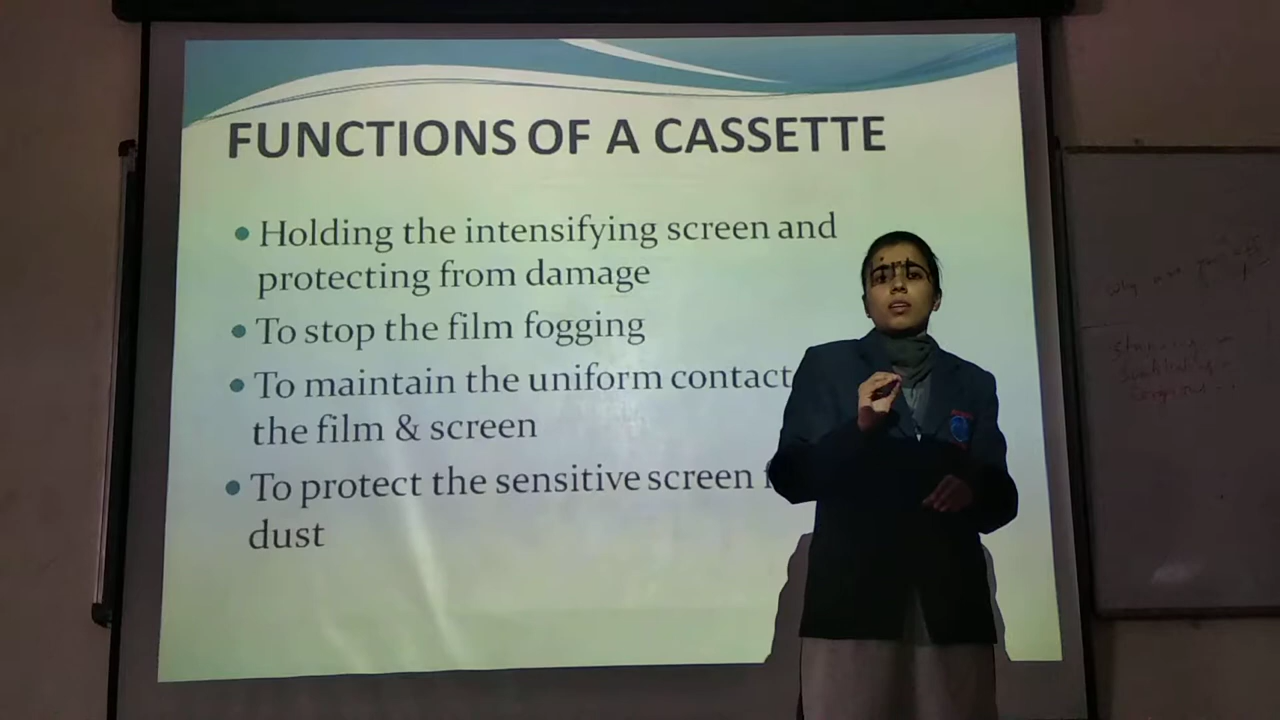 FUNCTIONS OF A CASSETTE
Holding the intensifying screen and
protecting from damage
To stop the film fogging
To maintain the uniform contact
the film & screen
To protect the sensitive screen
dust